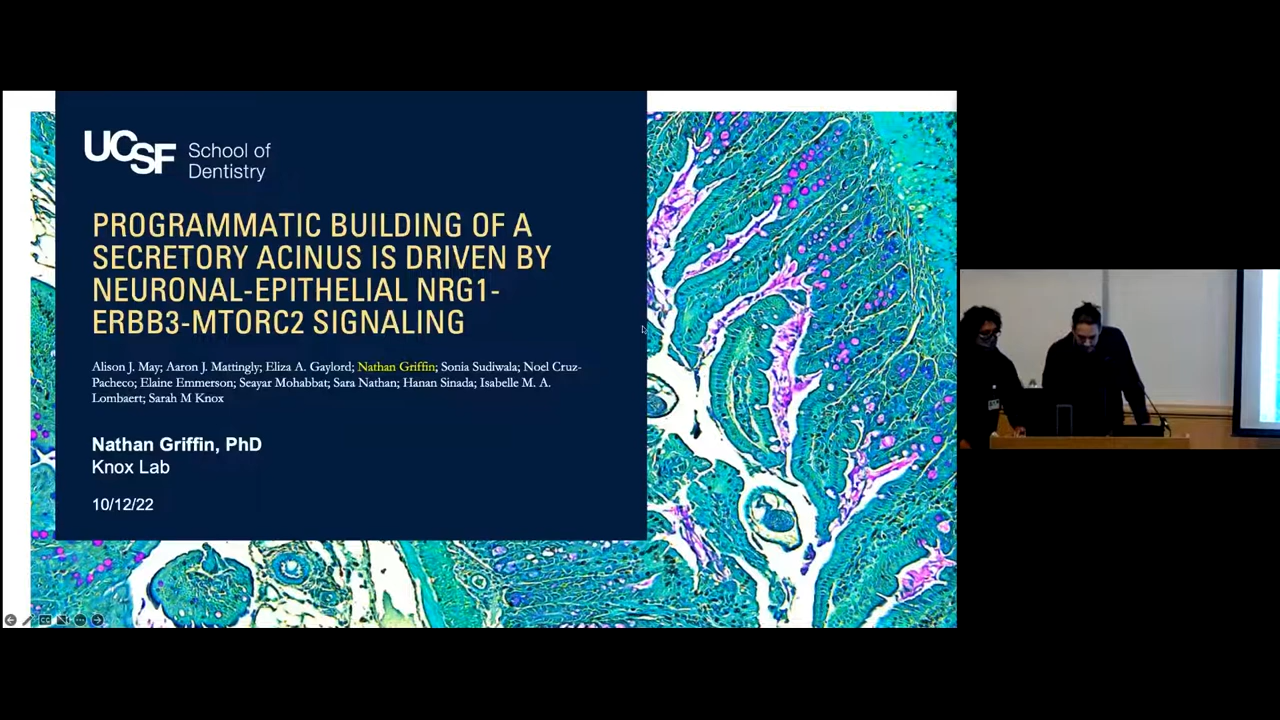 UCSF School of
Dentistry
PROGRAMMATIC BUILDING OF A
SECRETORY ACINUS IS DRIVEN BY
NEURONAL-EPITHELIAL NRG1-
ERBB3-MTORC2 SIGNALING
Alison J. May; Aaron J. Mattingly; Eliza A. Gaylord; Nathan Griffin; Sonia Sudiwala; Noel Cruz-
Pacheco; Elaine Emmerson; Seayar Mohabbat; Sara Nathan; Hanan Sinada; Isabelle M. A.
Lombaert; Sarah M Knox
Nathan Griffin, PhD
Knox Lab
10/12/22